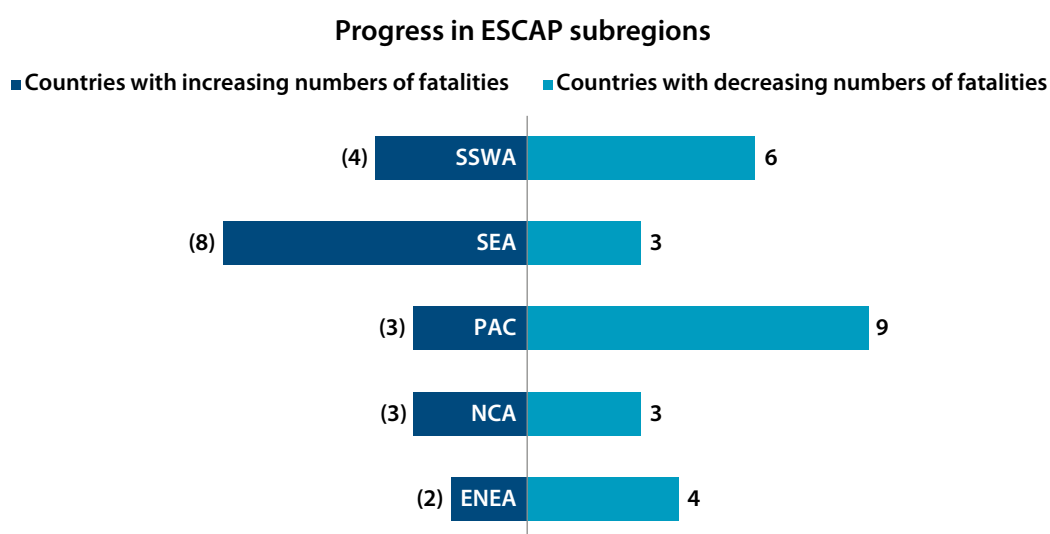 Progress in ESCAP subregions
Countries with increasing numbers of fatalities Countries with decreasing numbers of fatalities
(4) SSWA 6
(8) SEA 3
(3) PAC 9
(3) NCA 3
(2) ENEA 4